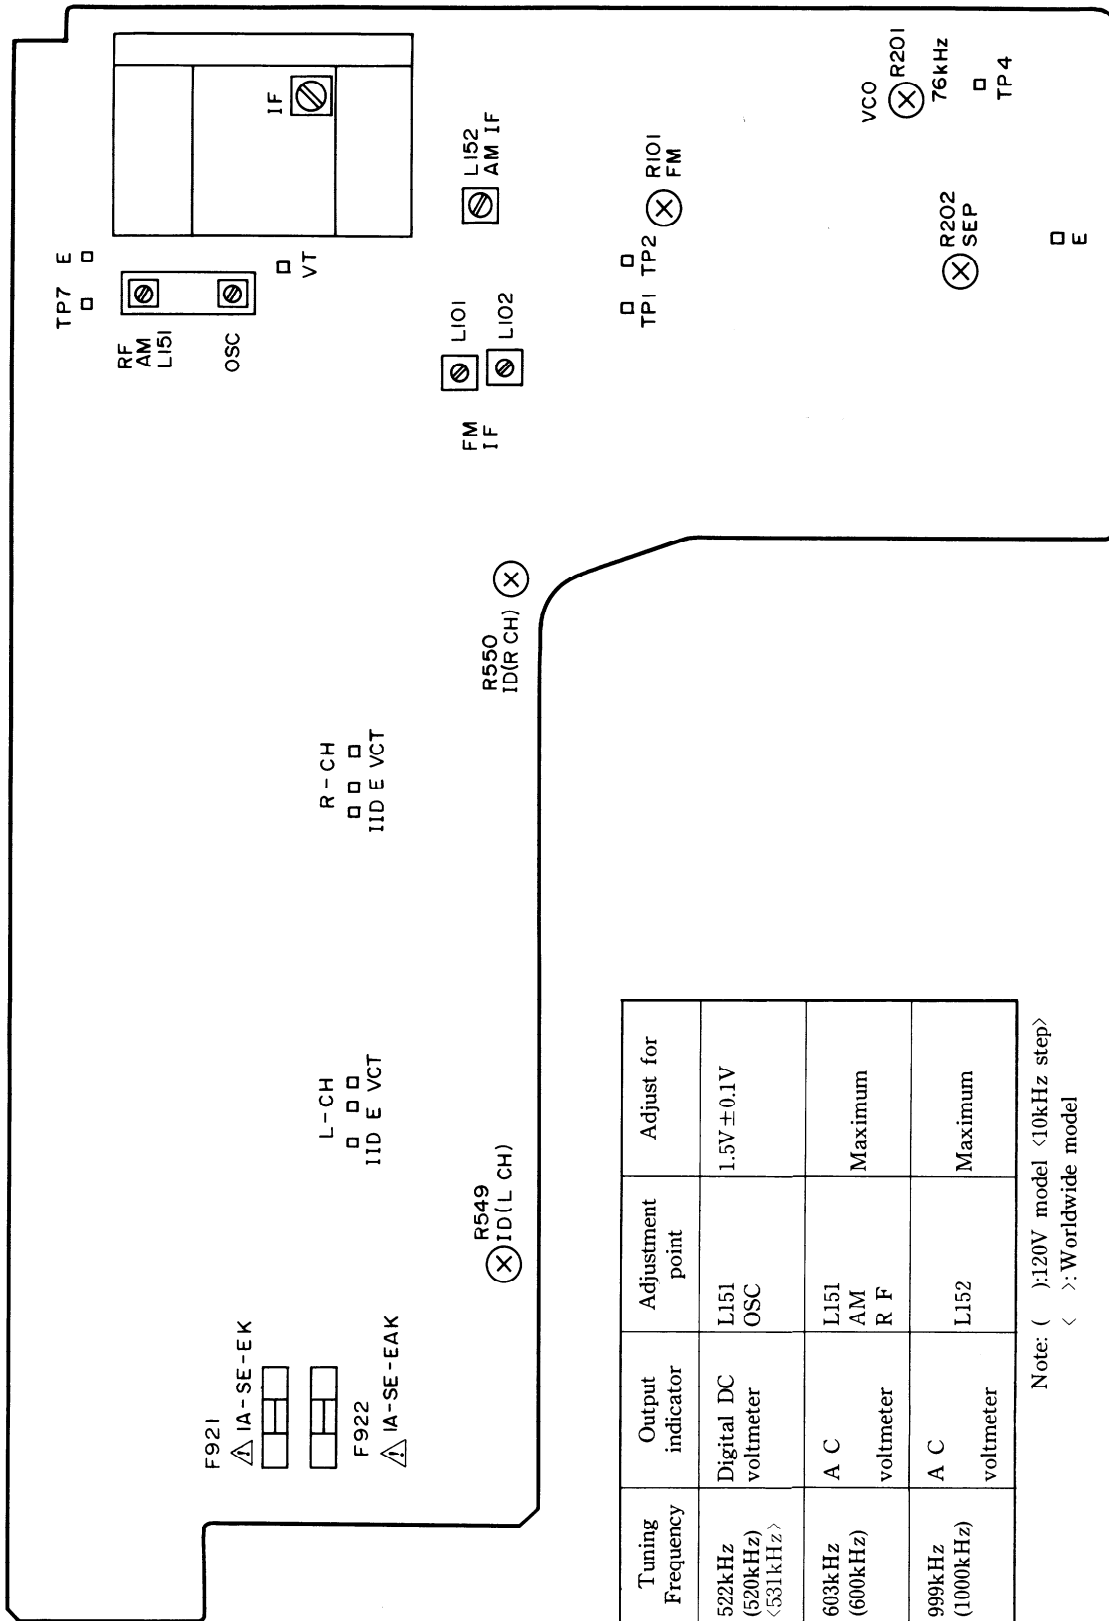 F921
⚠ 1A-SE-EK
F922
⚠ 1A-SE-EAK
L-CH
IID E VCT
R549
ID(L CH)
R-CH
IID E VCT
R550
ID(R CH)
TP7 E
RF
AM
L151
OSC
VT
IF
FM
IF
L101
L102
L152
AM IF
TP1 TP2
R101
FM
VCO
R201
76kHz
TP4
R202
SEP
E
Tuning Frequency
Output indicator
Adjustment point
Adjust for
522kHz
(520kHz)
<531kHz>
Digital DC
voltmeter
L151
OSC
1.5V±0.1V
603kHz
(600kHz)
A C
voltmeter
L151
AM
R F
Maximum
999kHz
(1000kHz)
A C
voltmeter
L152
Maximum
Note: ( ):120V model <10kHz step>
< >: Worldwide model